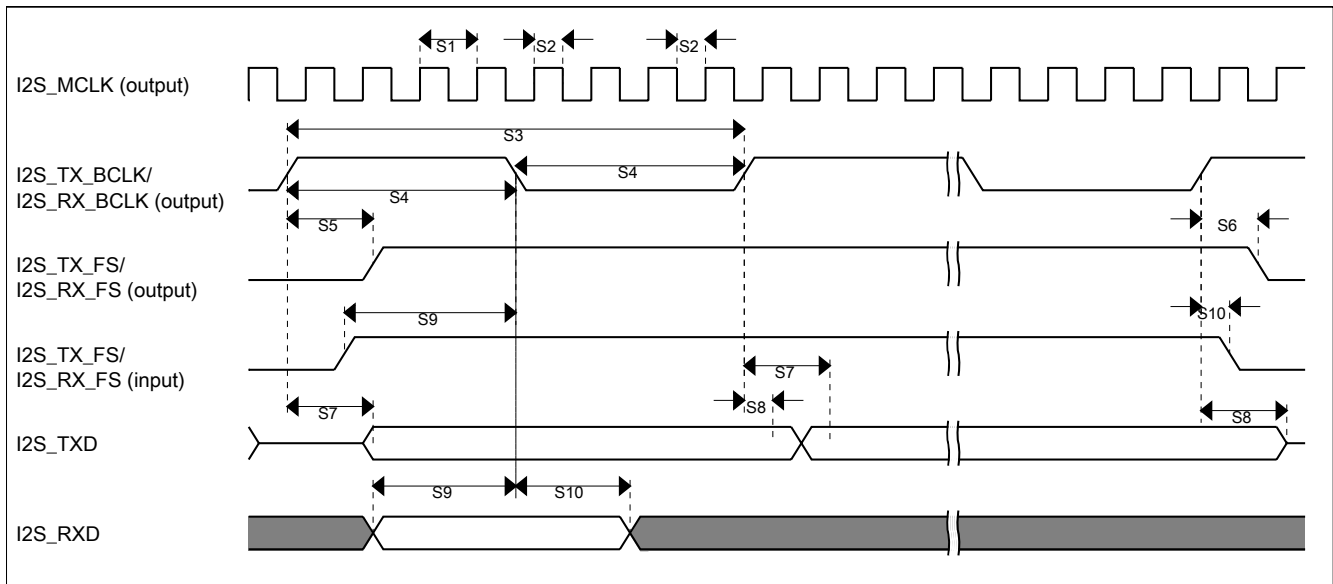 S1 S2 S2
I2S_MCLK (output)
S3
I2S_TX_BCLK/
I2S_RX_BCLK (output)
S4
S4
S5 S6
I2S_TX_FS/
I2S_RX_FS (output)
S9 S10
I2S_TX_FS/
I2S_RX_FS (input)
S7
S7 S8 S8
I2S_TXD
S9 S10
I2S_RXD